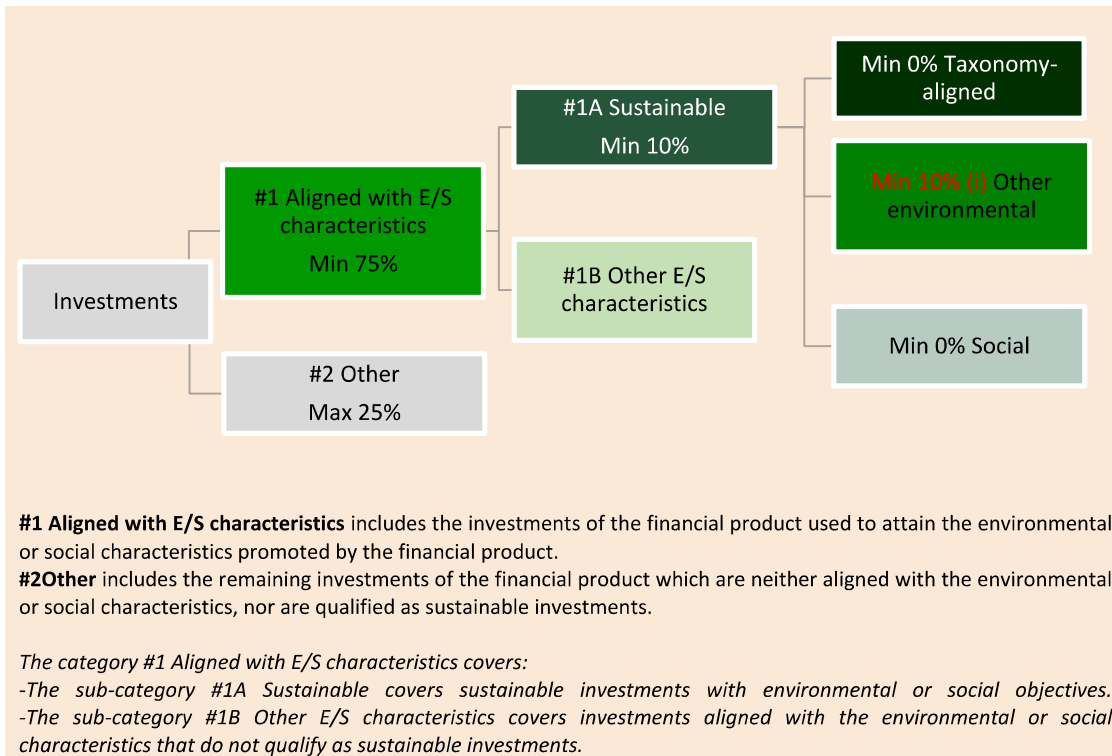 Min 0% Taxonomy-
aligned
#1A Sustainable
Min 10%
#1 Aligned with E/S
characteristics
Min 75%
Min 10% (i) Other
environmental
#1B Other E/S
characteristics
Investments
Min 0% Social
#2 Other
Max 25%
#1 Aligned with E/S characteristics includes the investments of the financial product used to attain the environmental
or social characteristics promoted by the financial product.
#2Other includes the remaining investments of the financial product which are neither aligned with the environmental
or social characteristics, nor are qualified as sustainable investments.
The category #1 Aligned with E/S characteristics covers:
-The sub-category #1A Sustainable covers sustainable investments with environmental or social objectives.
-The sub-category #1B Other E/S characteristics covers investments aligned with the environmental or social
characteristics that do not qualify as sustainable investments.